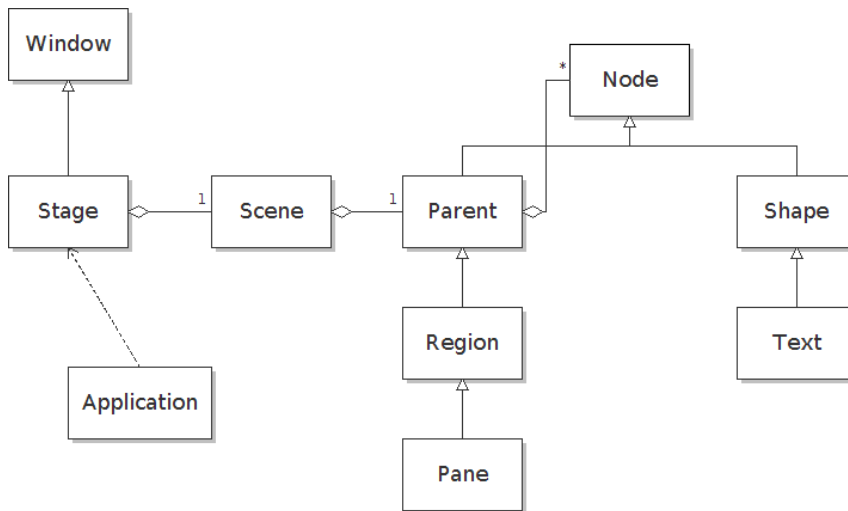 Window
Node
*
Stage
1
Scene
1
Parent
Shape
Region
Text
Application
Pane